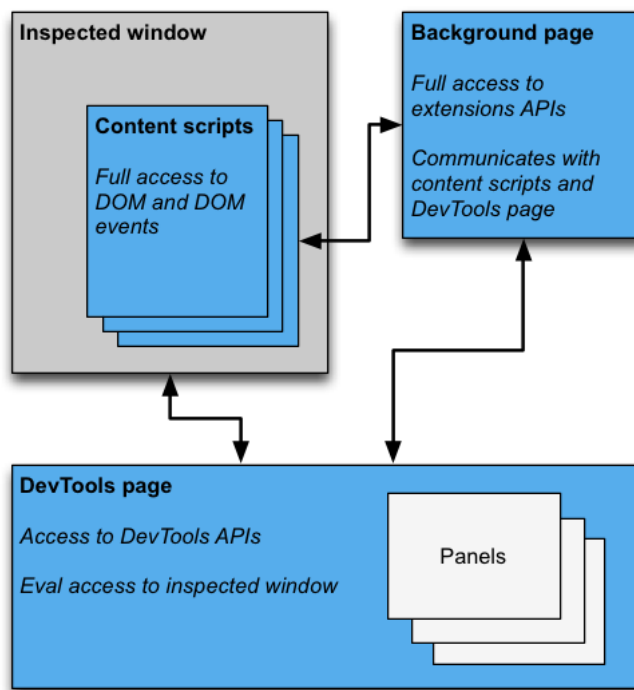 Inspected window
Content scripts
Full access to
DOM and DOM
events
Background page
Full access to
extensions APIs
Communicates with
content scripts and
DevTools page
DevTools page
Access to DevTools APIs
Eval access to inspected window
Panels